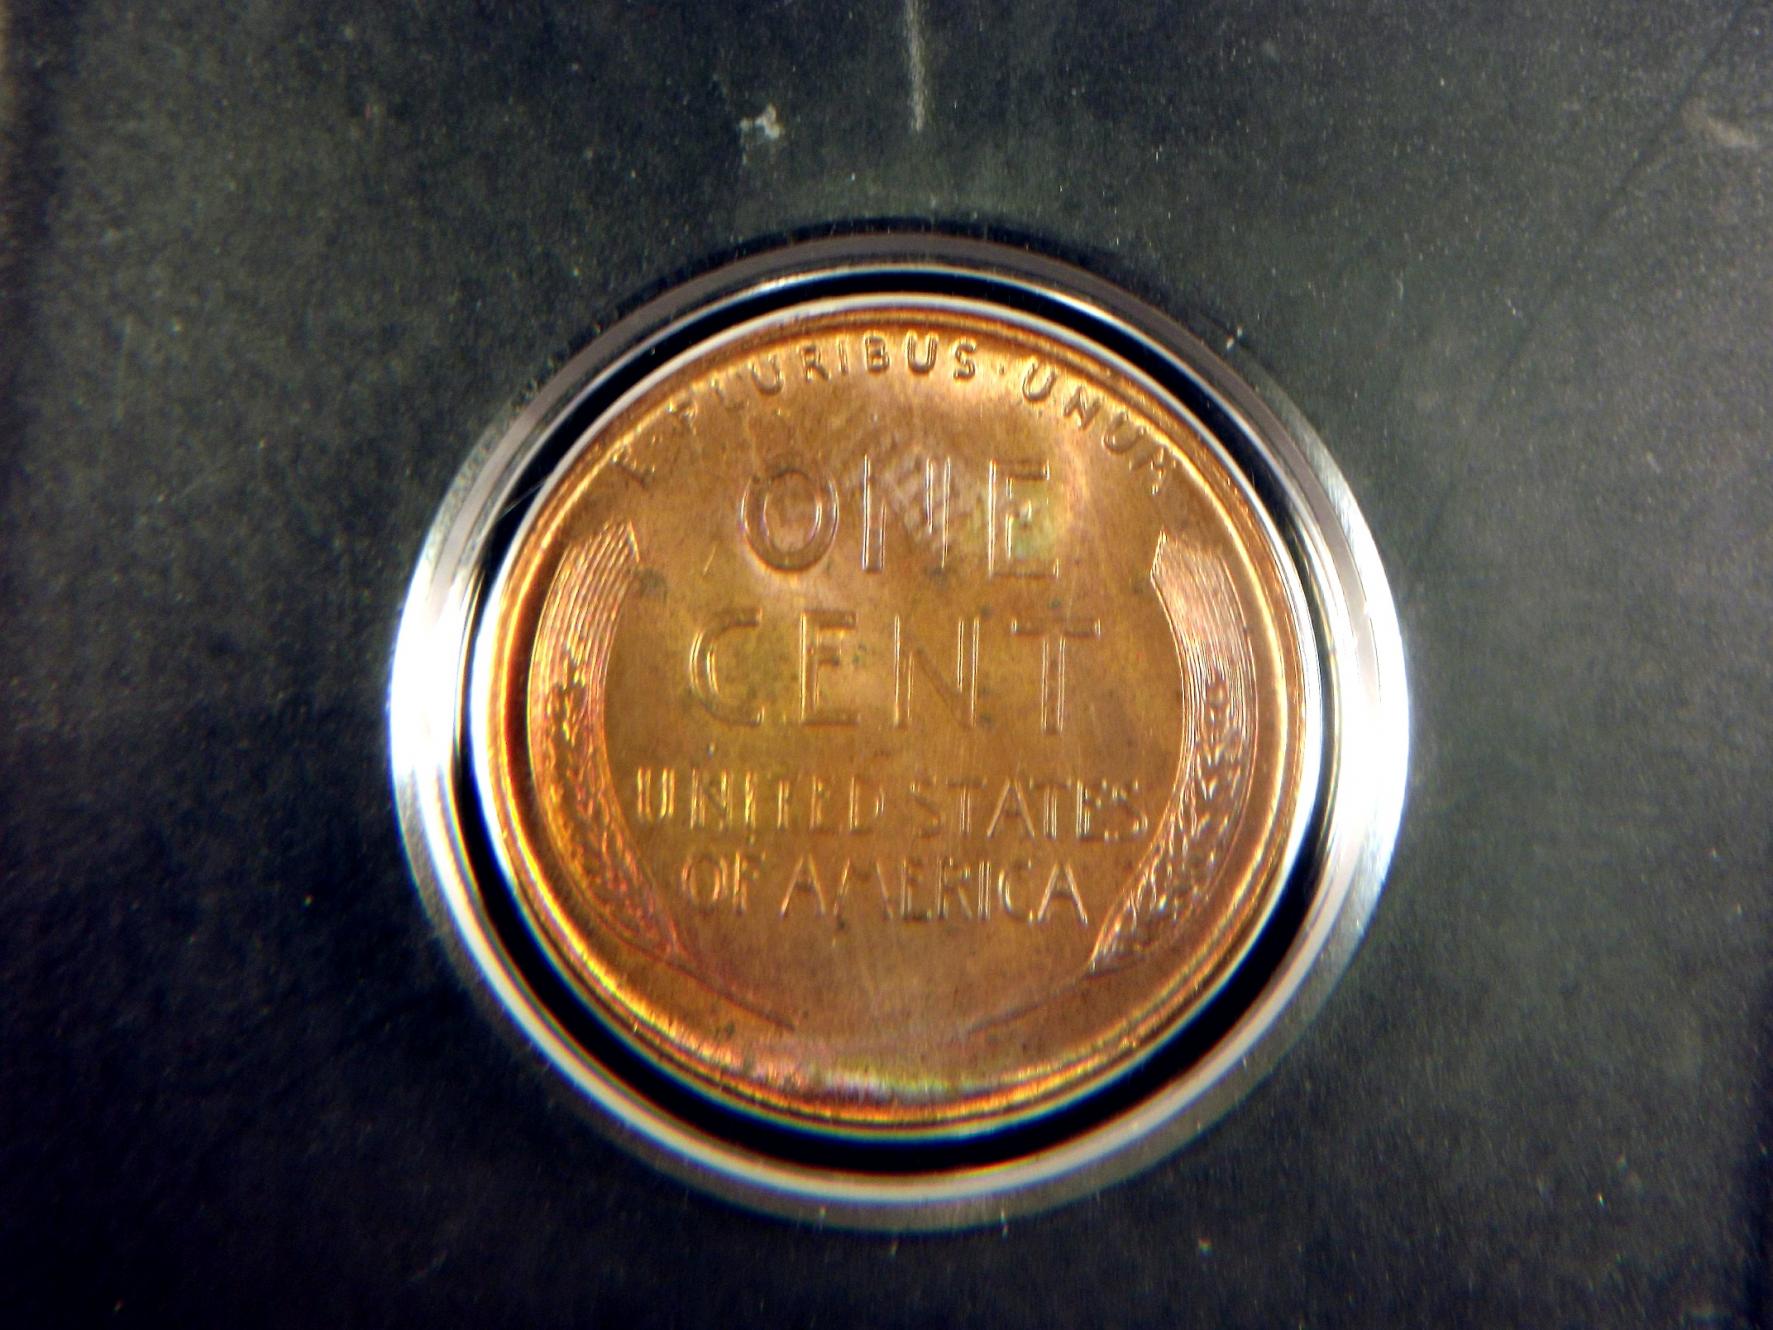 E · PLURIBUS · UNUM
ONE
CENT
UNITED STATES
OF AMERICA